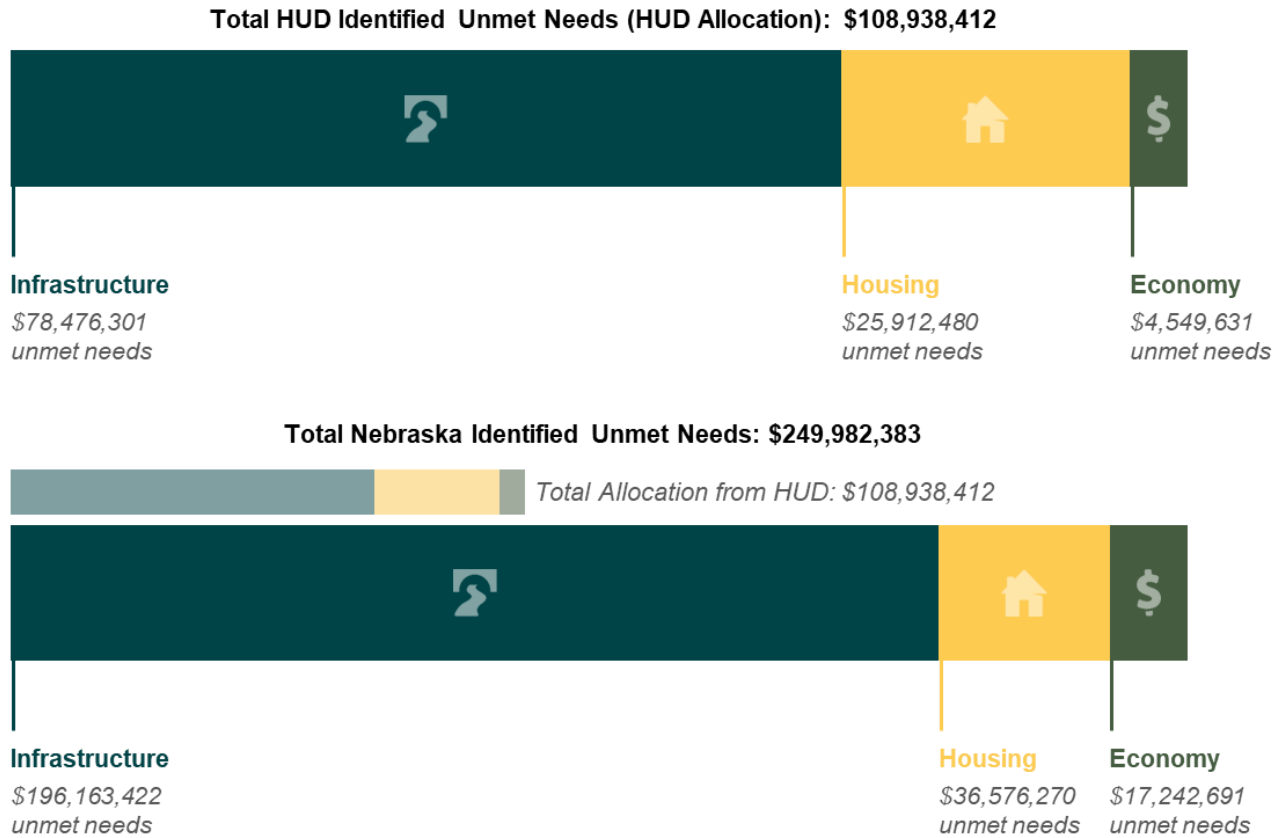 Total HUD Identified Unmet Needs (HUD Allocation): $108,938,412
$
Infrastructure
$78,476,301
unmet needs
Housing
$25,912,480
unmet needs
Economy
$4,549,631
unmet needs
Total Nebraska Identified Unmet Needs: $249,982,383
Total Allocation from HUD: $108,938,412
$
Infrastructure
$196,163,422
unmet needs
Housing
$36,576,270
unmet needs
Economy
$17,242,691
unmet needs